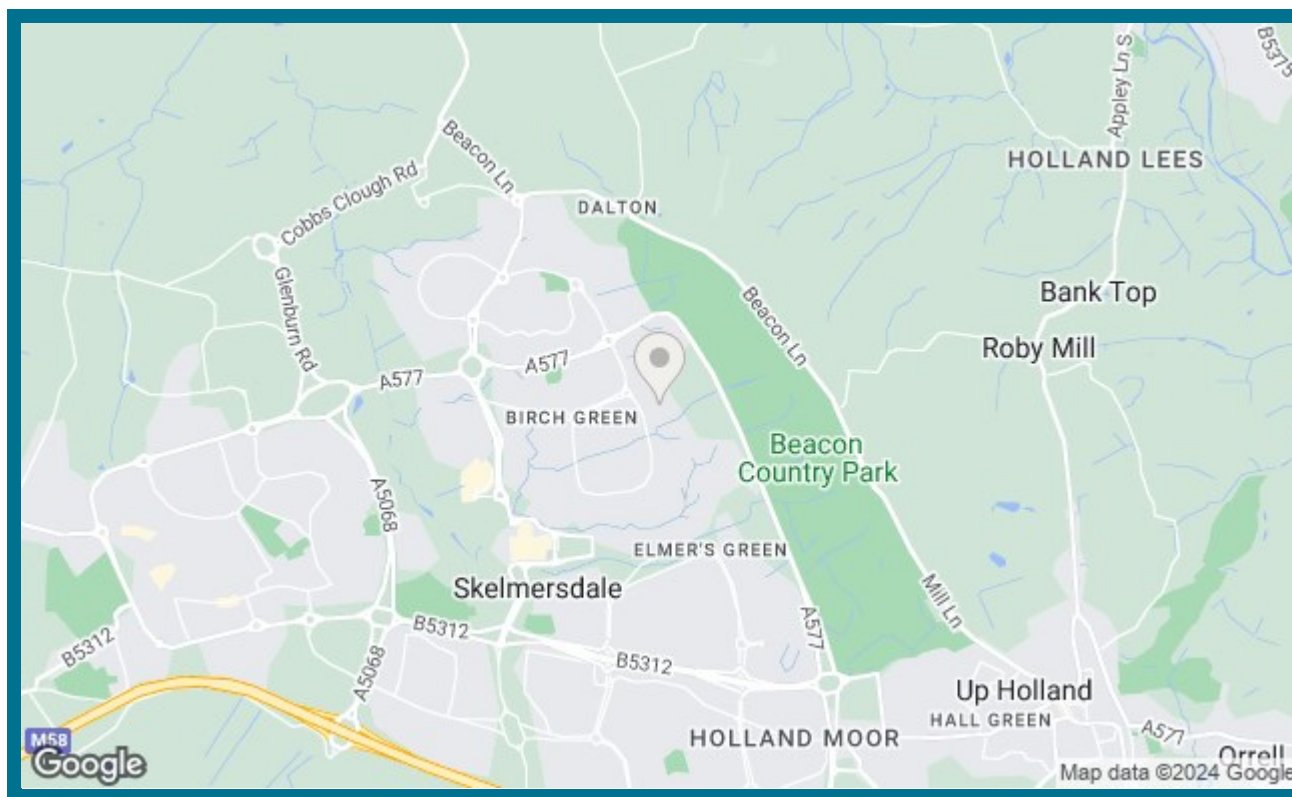 Appley Ln S
B5375
Beacon Ln
HOLLAND LEES
Cobbs Clough Rd
DALTON
Glenburn Rd
Beacon Ln
Bank Top
Roby Mill
A577
A577
BIRCH GREEN
Beacon
Country Park
A5068
ELMER'S GREEN
Skelmersdale
Mill Ln
A577
B5312
B5312
B5312
A5068
Up Holland
HALL GREEN
HOLLAND MOOR
A577
M58
Orrell
Google
Map data ©2024 Google